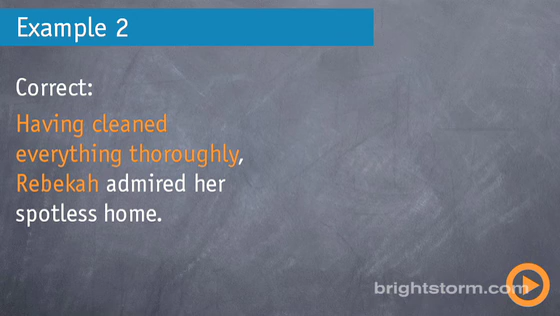 Example 2
Correct:
Having cleaned
everything thoroughly,
Rebekah admired her
spotless home.
brightstorm.com